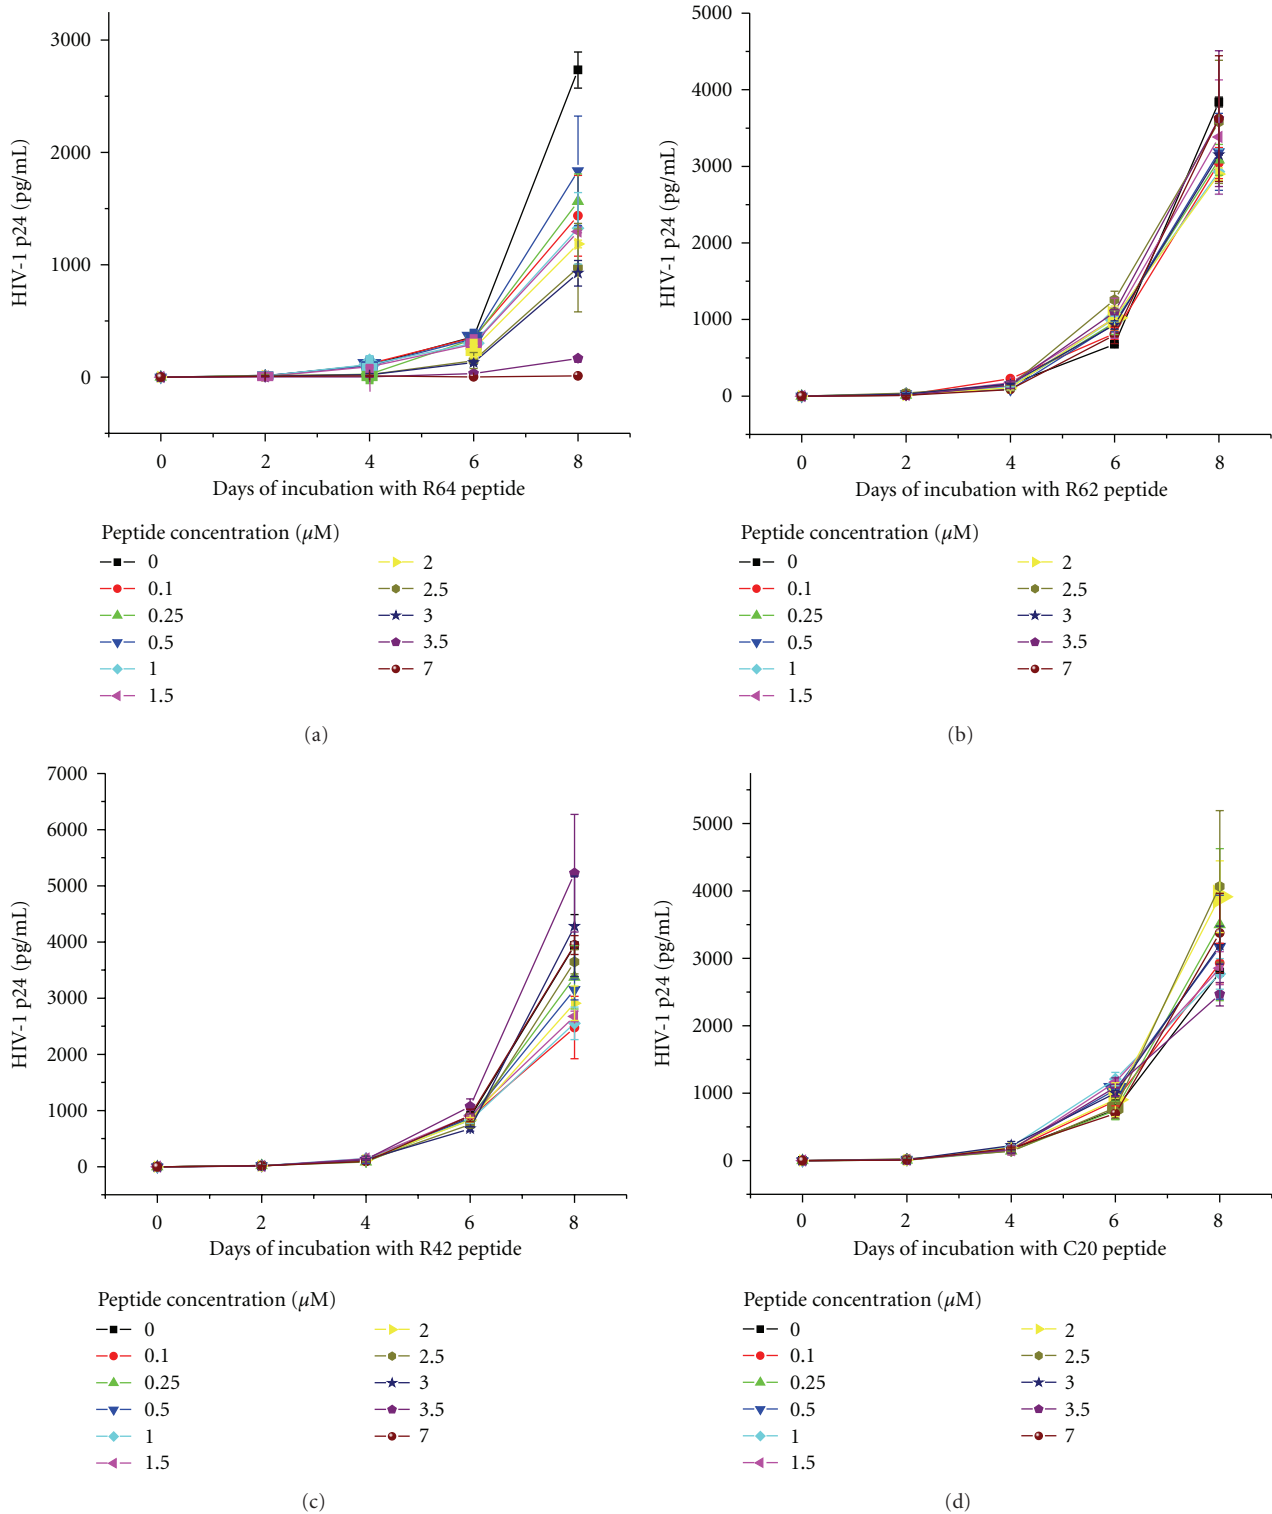 3000
2000
1000
0
HIV-1 p24 (pg/mL)
0 2 4 6 8
Days of incubation with R64 peptide
Peptide concentration (µM)
0 2
0.1 2.5
0.25 3
0.5 3.5
1 7
1.5
(a)
5000
4000
3000
2000
1000
0
HIV-1 p24 (pg/mL)
0 2 4 6 8
Days of incubation with R62 peptide
Peptide concentration (µM)
0 2
0.1 2.5
0.25 3
0.5 3.5
1 7
1.5
(b)
7000
6000
5000
4000
3000
2000
1000
0
HIV-1 p24 (pg/mL)
0 2 4 6 8
Days of incubation with R42 peptide
Peptide concentration (µM)
0 2
0.1 2.5
0.25 3
0.5 3.5
1 7
1.5
(c)
5000
4000
3000
2000
1000
0
HIV-1 p24 (pg/mL)
0 2 4 6 8
Days of incubation with C20 peptide
Peptide concentration (µM)
0 2
0.1 2.5
0.25 3
0.5 3.5
1 7
1.5
(d)